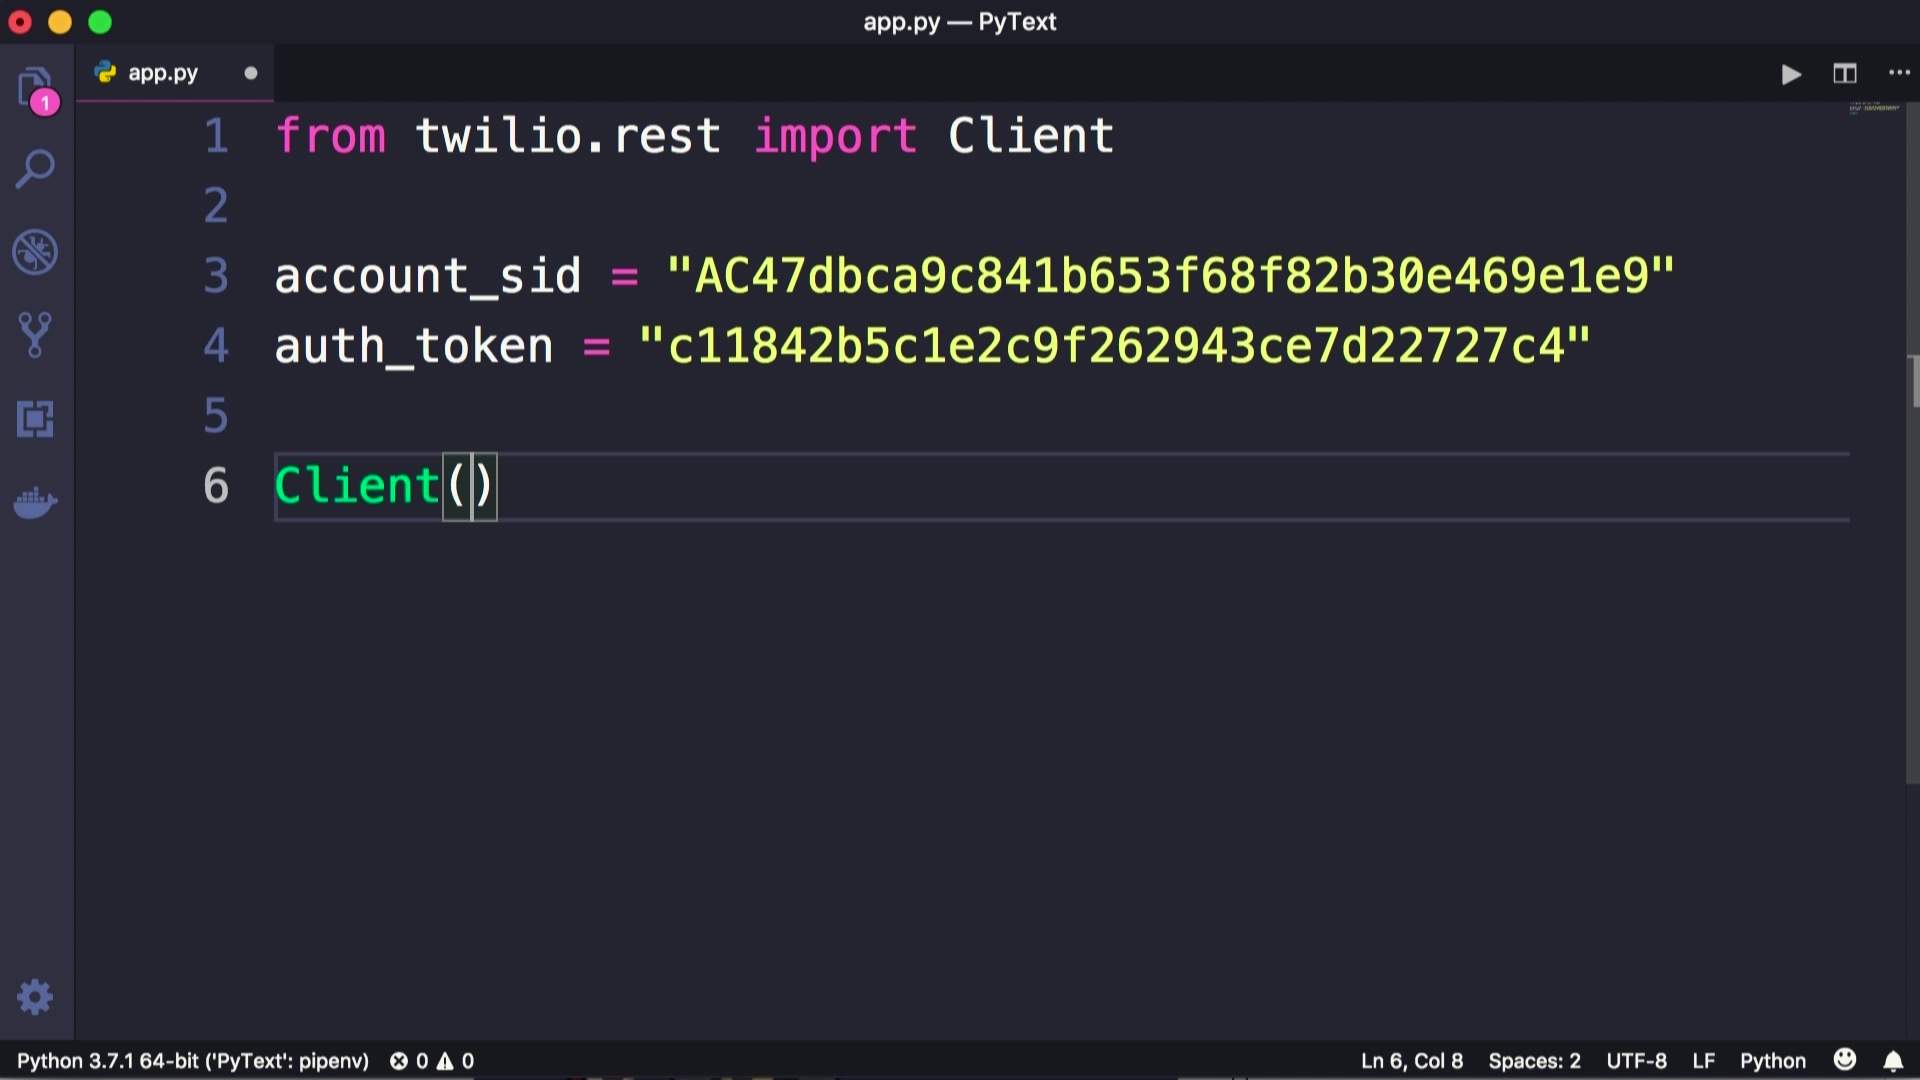 app.py — PyText
app.py
1
1 from twilio.rest import Client
2
3 account_sid = "AC47dbca9c841b653f68f82b30e469e1e9"
4 auth_token = "c11842b5c1e2c9f262943ce7d22727c4"
5
6 Client()
Python 3.7.1 64-bit ('PyText': pipenv) 0 0 Ln 6, Col 8 Spaces: 2 UTF-8 LF Python